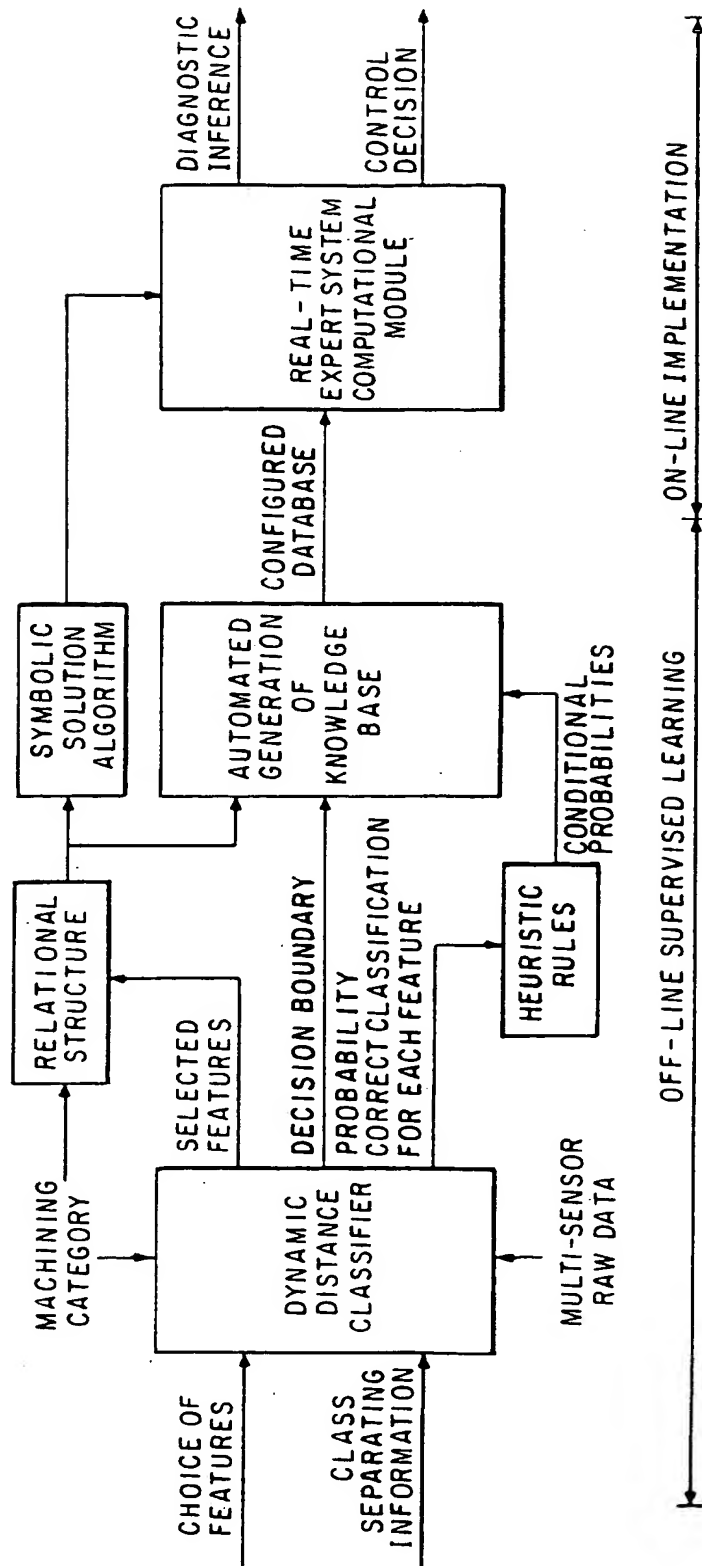 CHOICE OF
FEATURES
CLASS
SEPARATING
INFORMATION
MACHINING
CATEGORY
DYNAMIC
DISTANCE
CLASSIFIER
MULTI-SENSOR
RAW DATA
RELATIONAL
STRUCTURE
SELECTED
FEATURES
DECISION BOUNDARY
PROBABILITY
CORRECT CLASSIFICATION
FOR EACH FEATURE
HEURISTIC
RULES
CONDITIONAL
PROBABILITIES
SYMBOLIC
SOLUTION
ALGORITHM
AUTOMATED
GENERATION
OF
KNOWLEDGE
BASE
CONFIGURED
DATABASE
REAL-TIME
EXPERT SYSTEM
COMPUTATIONAL
MODULE
DIAGNOSTIC
INFERENCE
CONTROL
DECISION
OFF-LINE SUPERVISED LEARNING
ON-LINE IMPLEMENTATION